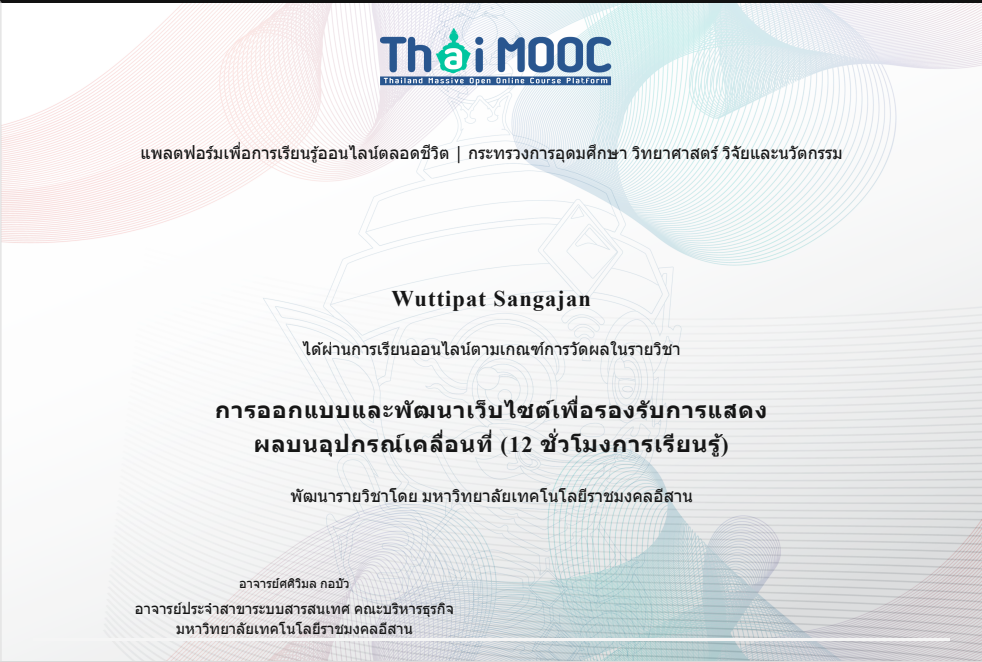 Thai MOOC
Thailand Massive Open Online Course Platform
แพลตฟอร์มเพื่อการเรียนรู้ออนไลน์ตลอดชีวิต | กระทรวงการอุดมศึกษา วิทยาศาสตร์ วิจัยและนวัตกรรม
Wuttipat Sangajan
ได้ผ่านการเรียนออนไลน์ตามเกณฑ์การวัดผลในรายวิชา
การออกแบบและพัฒนาเว็บไซต์เพื่อรองรับการแสดง
ผลบนอุปกรณ์เคลื่อนที่ (12 ชั่วโมงการเรียนรู้)
พัฒนารายวิชาโดย มหาวิทยาลัยเทคโนโลยีราชมงคลอีสาน
อาจารย์ศศิวิมล กอบัว
อาจารย์ประจำสาขาระบบสารสนเทศ คณะบริหารธุรกิจ
มหาวิทยาลัยเทคโนโลยีราชมงคลอีสาน